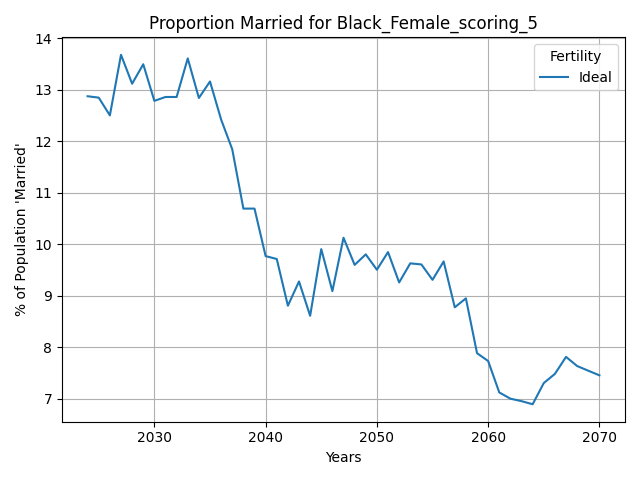 Proportion Married for Black_Female_scoring_5
Fertility
Ideal
% of Population 'Married'
14
13
12
11
10
9
8
7
2030 2040 2050 2060 2070
Years